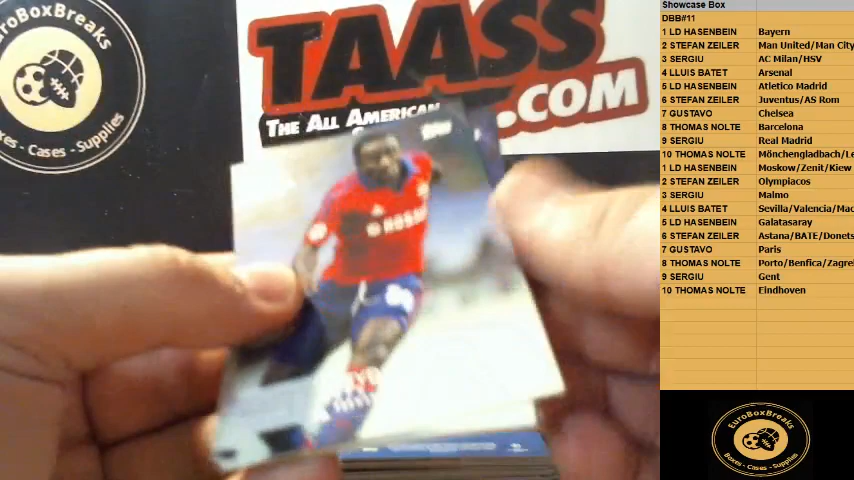 EuroBoxBreaks
Boxes - Cases - Supplies
TAASS
.COM
THE ALL AMERICAN
Showcase Box
DBB#11
1 LD HASENBEIN Bayern
2 STEFAN ZEILER Man United/Man City
3 SERGIU AC Milan/HSV
4 LLUIS BATET Arsenal
5 LD HASENBEIN Atletico Madrid
6 STEFAN ZEILER Juventus/AS Rom
7 GUSTAVO Chelsea
8 THOMAS NOLTE Barcelona
9 SERGIU Real Madrid
10 THOMAS NOLTE Mönchengladbach/Le
1 LD HASENBEIN Moskow/Zenit/Kiew
2 STEFAN ZEILER Olympiacos
3 SERGIU Malmo
4 LLUIS BATET Sevilla/Valencia/Mac
5 LD HASENBEIN Galatasaray
6 STEFAN ZEILER Astana/BATE/Donets
7 GUSTAVO Paris
8 THOMAS NOLTE Porto/Benfica/Zagre
9 SERGIU Gent
10 THOMAS NOLTE Eindhoven
EuroBoxBreaks
Boxes - Cases - Supplies